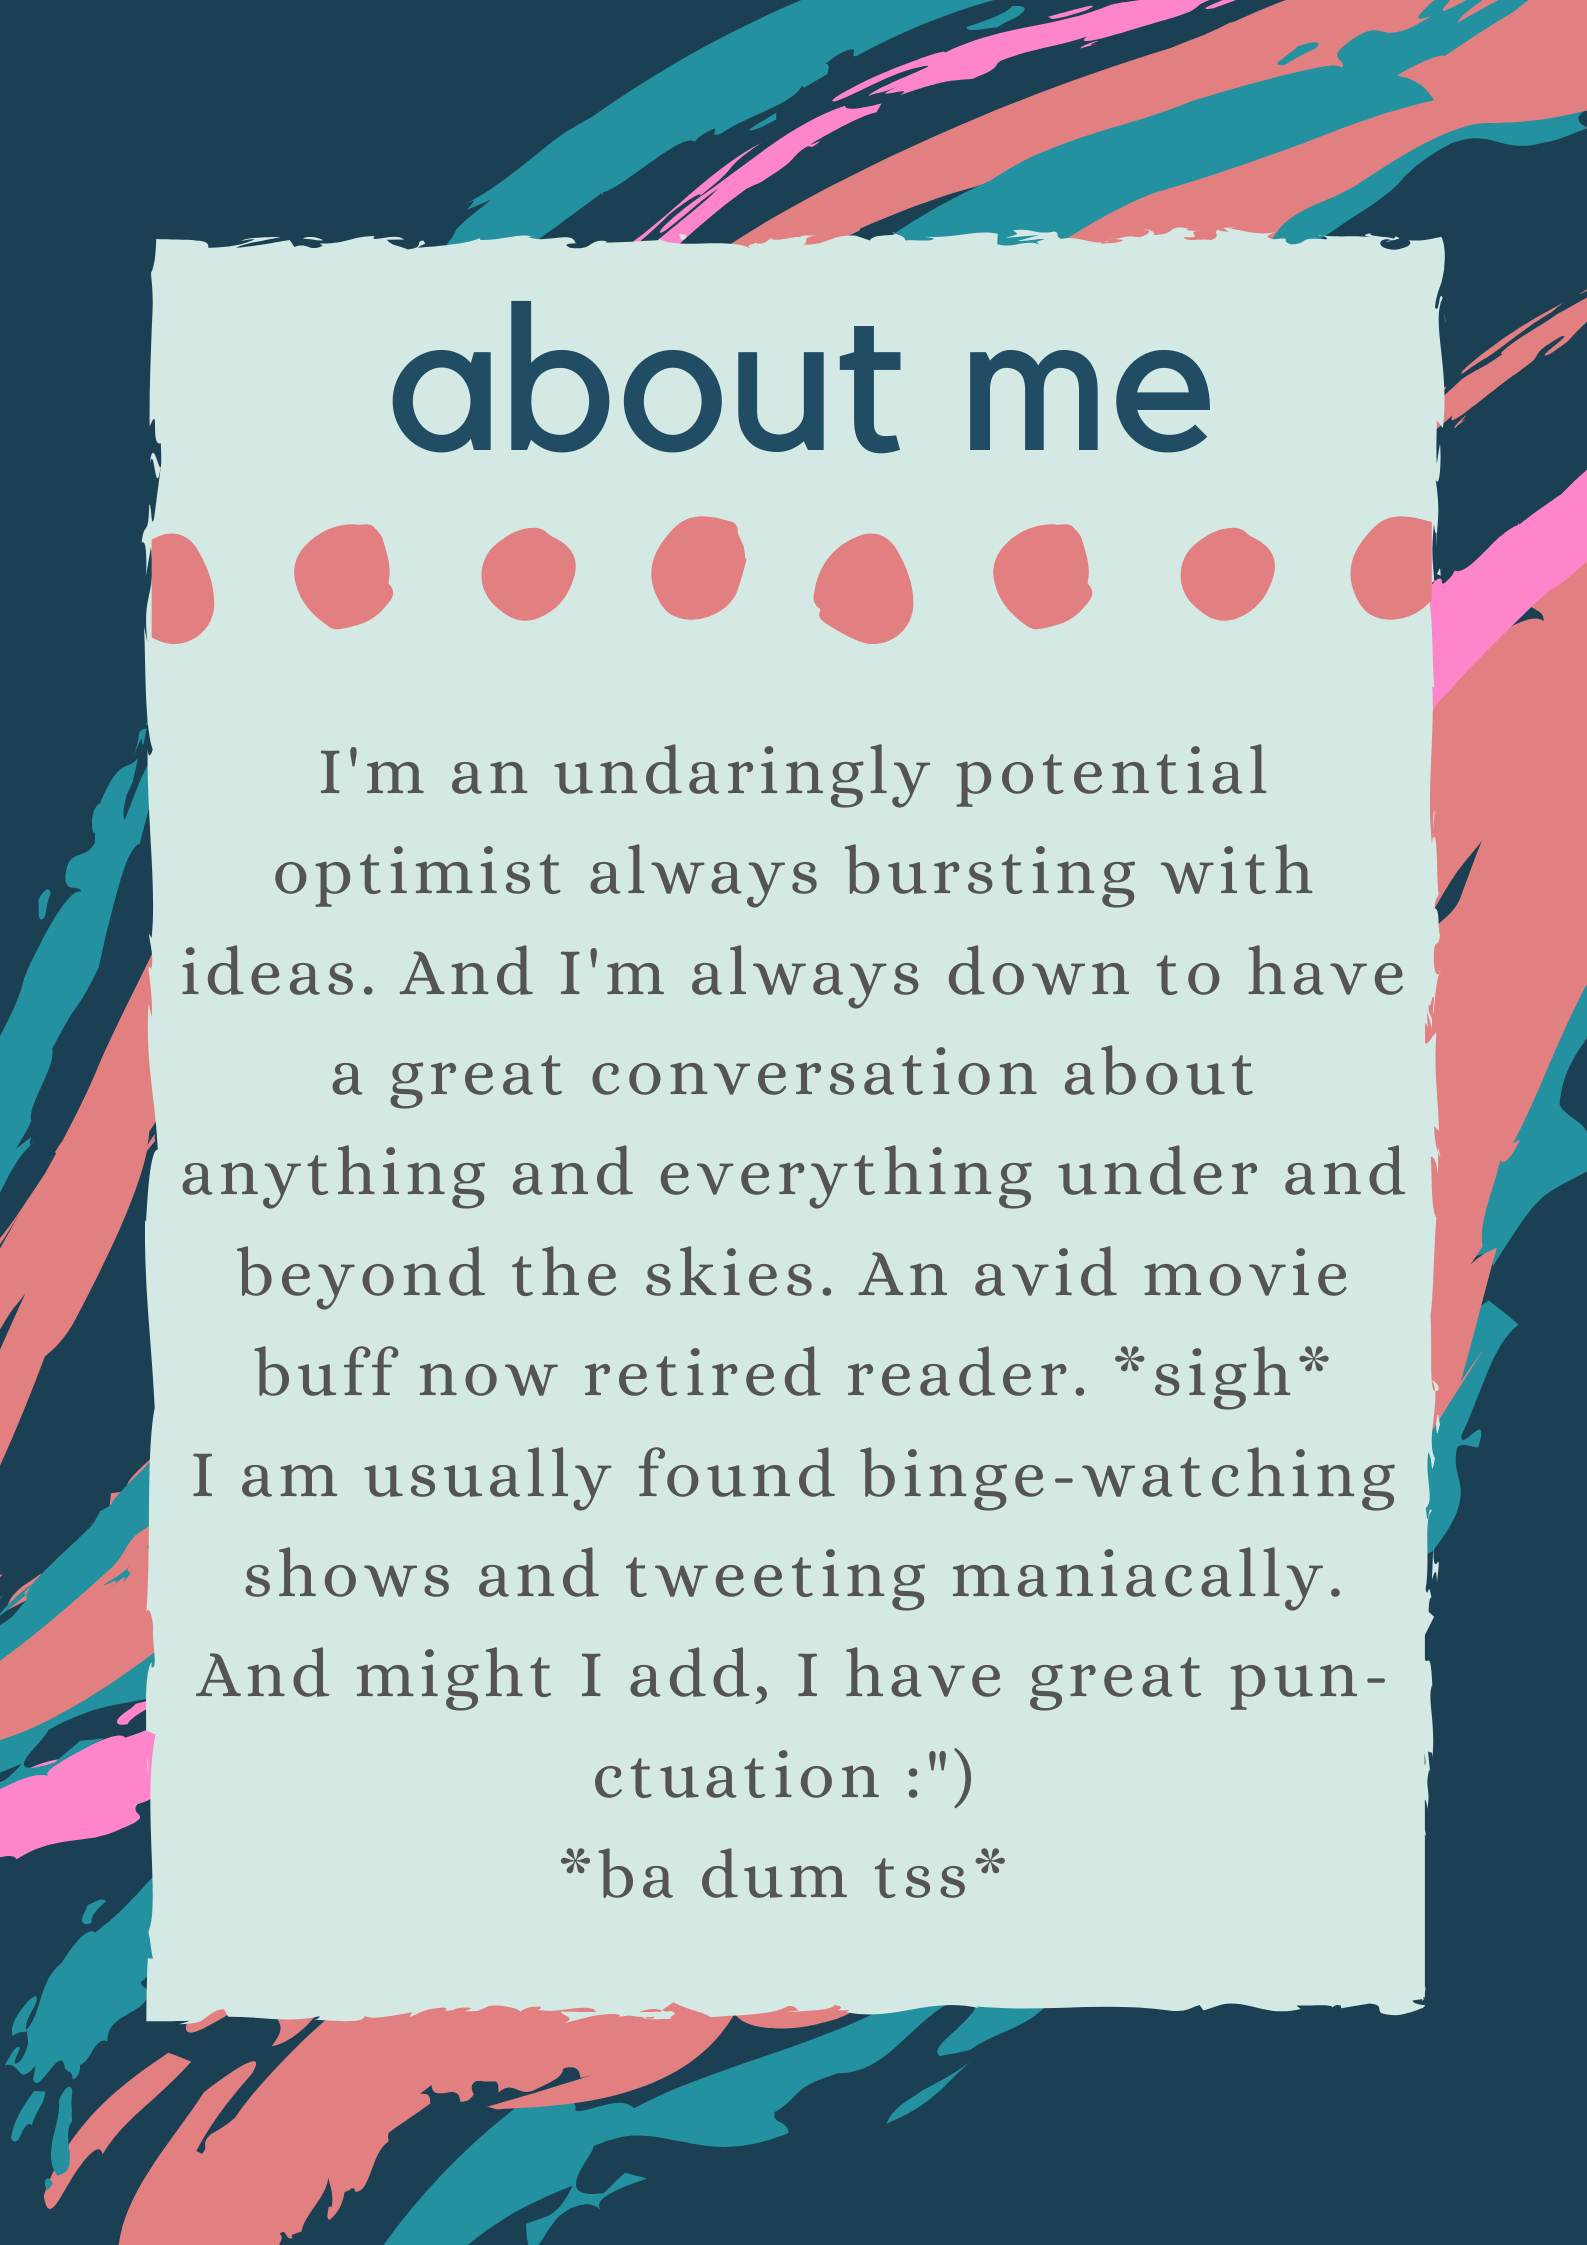 about me
I'm an undaringly potential
optimist always bursting with
ideas. And I'm always down to have
a great conversation about
anything and everything under and
beyond the skies. An avid movie
buff now retired reader. *sigh*
I am usually found binge-watching
shows and tweeting maniacally.
And might I add, I have great pun-
ctuation :")
*ba dum tss*